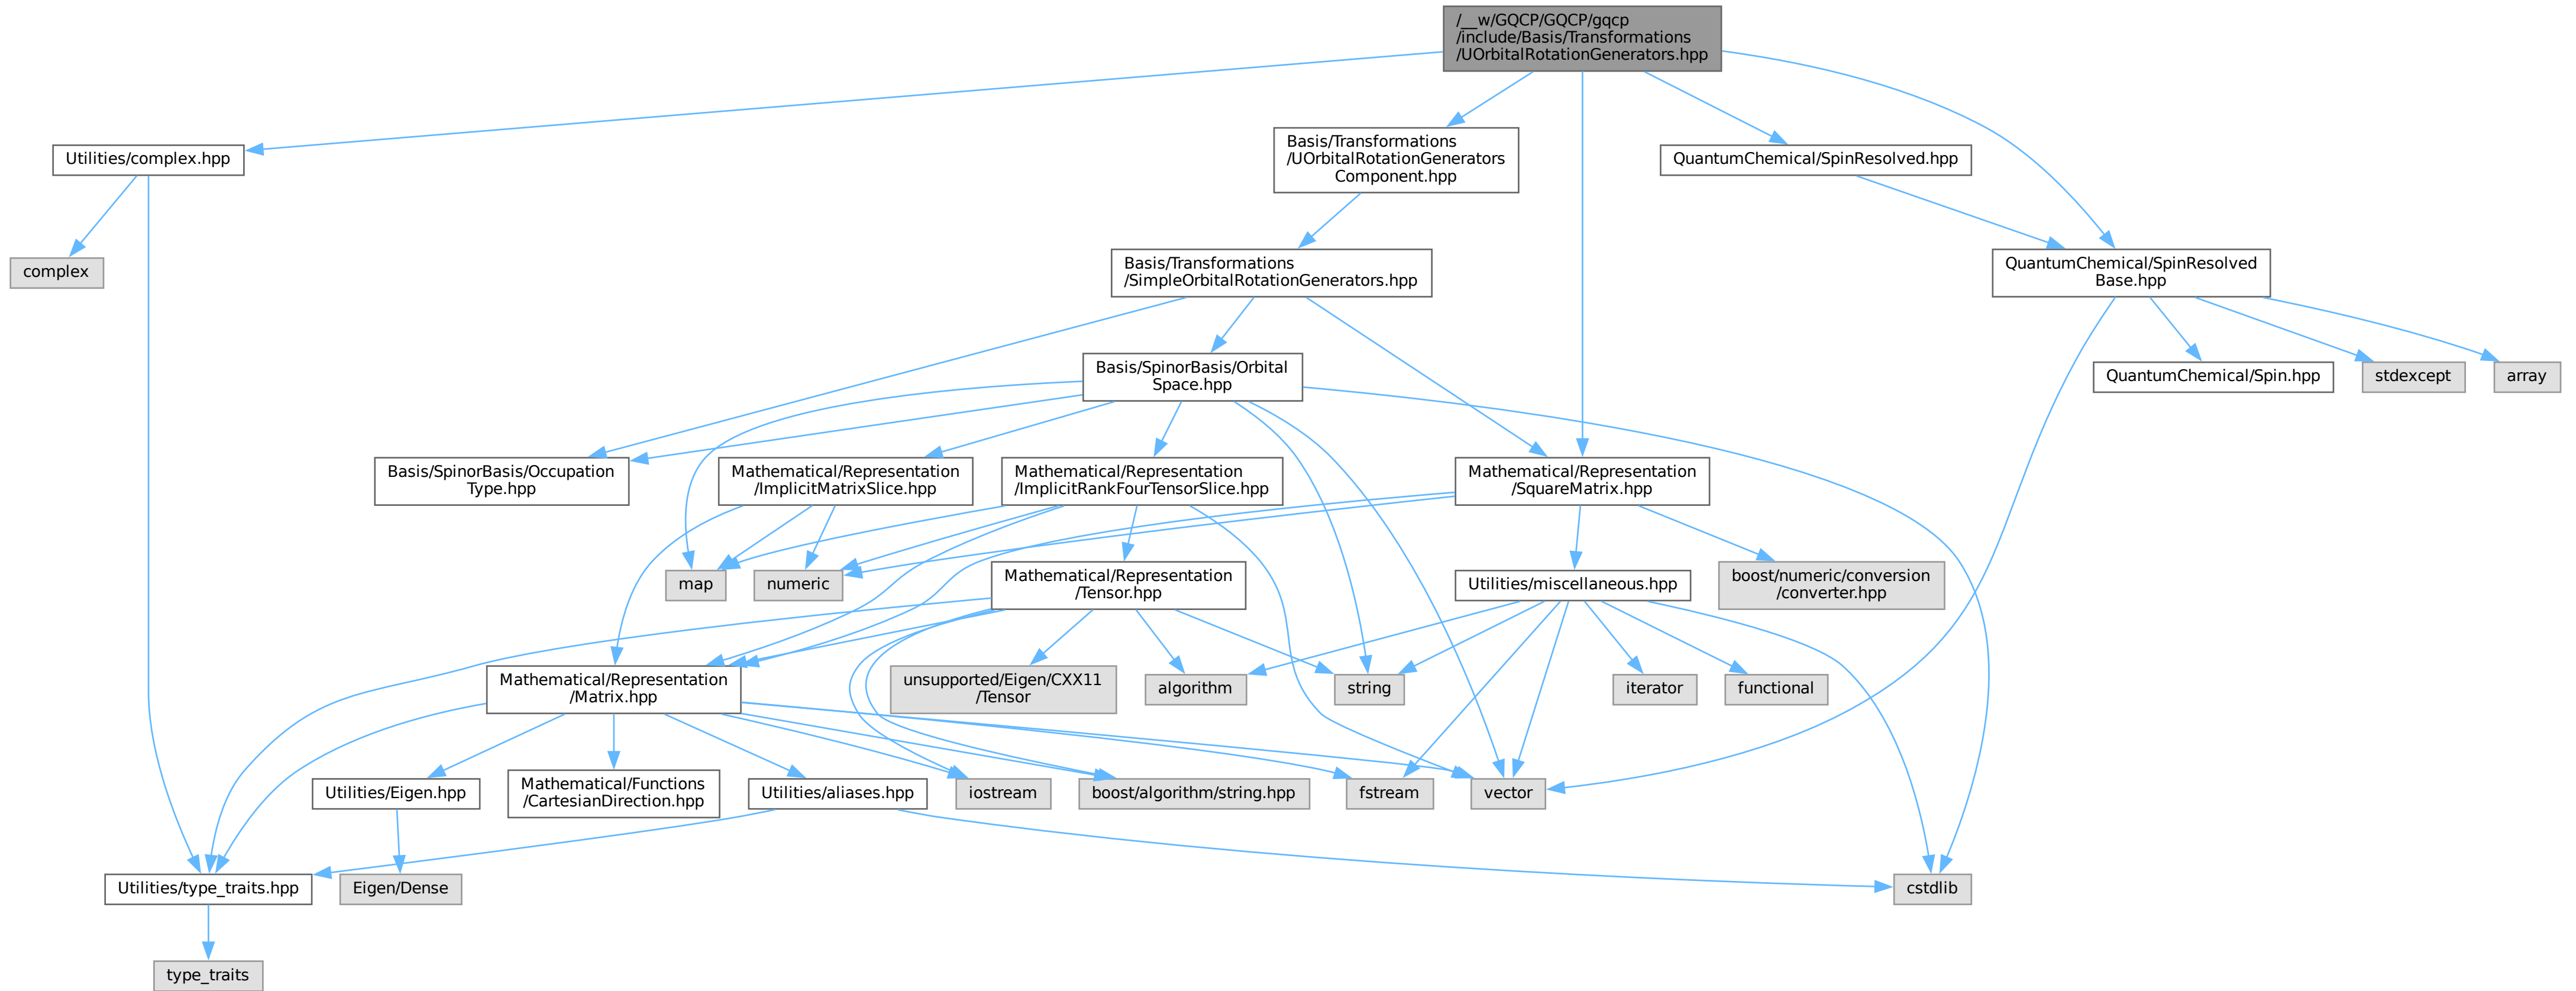 /__w/GQCP/GQCP/gqcp
/include/Basis/Transformations
/UOrbitalRotationGenerators.hpp
Utilities/complex.hpp
Basis/Transformations
/UOrbitalRotationGenerators
Component.hpp
QuantumChemical/SpinResolved.hpp
complex
Basis/Transformations
/SimpleOrbitalRotationGenerators.hpp
QuantumChemical/SpinResolved
Base.hpp
Basis/SpinorBasis/Orbital
Space.hpp
QuantumChemical/Spin.hpp
stdexcept
array
Basis/SpinorBasis/Occupation
Type.hpp
Mathematical/Representation
/ImplicitMatrixSlice.hpp
Mathematical/Representation
/ImplicitRankFourTensorSlice.hpp
Mathematical/Representation
/SquareMatrix.hpp
map
numeric
Mathematical/Representation
/Tensor.hpp
Utilities/miscellaneous.hpp
boost/numeric/conversion
/converter.hpp
Mathematical/Representation
/Matrix.hpp
unsupported/Eigen/CXX11
/Tensor
algorithm
string
iterator
functional
Utilities/Eigen.hpp
Mathematical/Functions
/CartesianDirection.hpp
Utilities/aliases.hpp
iostream
boost/algorithm/string.hpp
fstream
vector
Utilities/type_traits.hpp
Eigen/Dense
cstdlib
type_traits